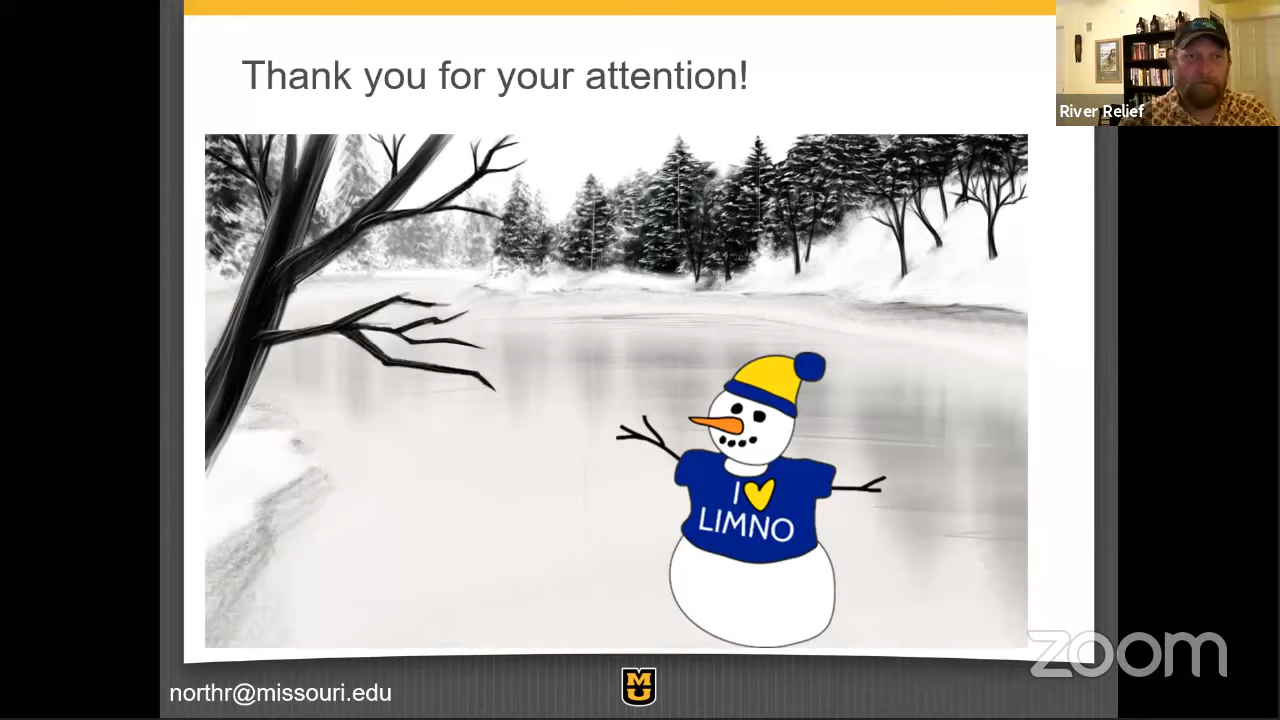 Thank you for your attention!
River Relief
I
LIMNO
northr@missouri.edu
MU
zoom